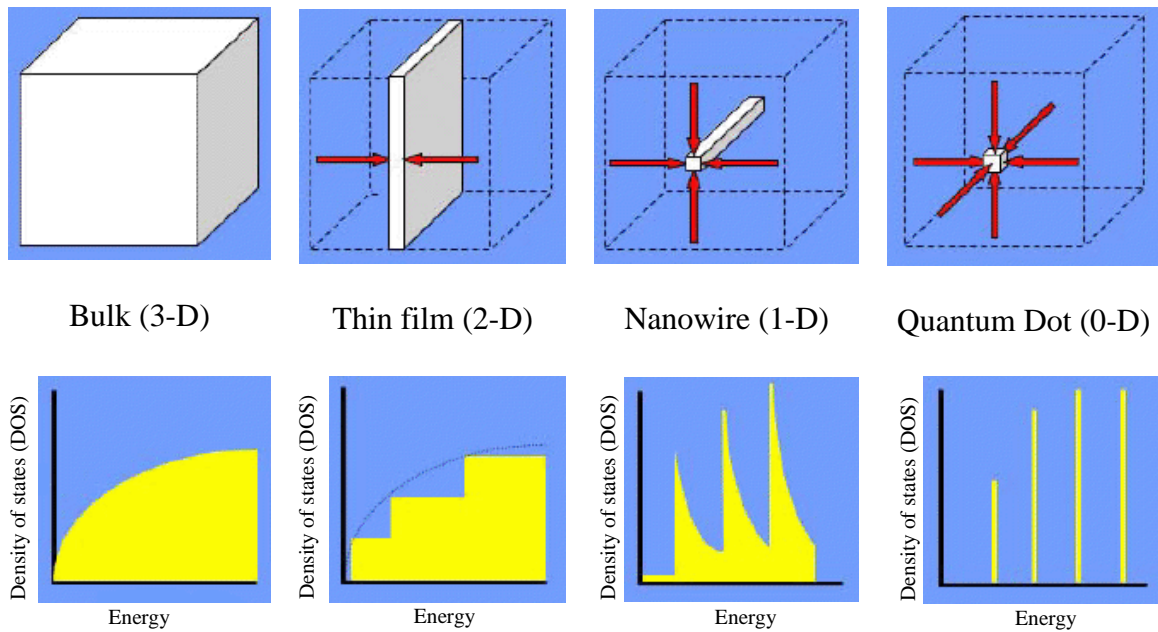 Bulk (3-D)
Thin film (2-D)
Nanowire (1-D)
Quantum Dot (0-D)
Density of states (DOS)
Energy
Density of states (DOS)
Energy
Density of states (DOS)
Energy
Density of states (DOS)
Energy